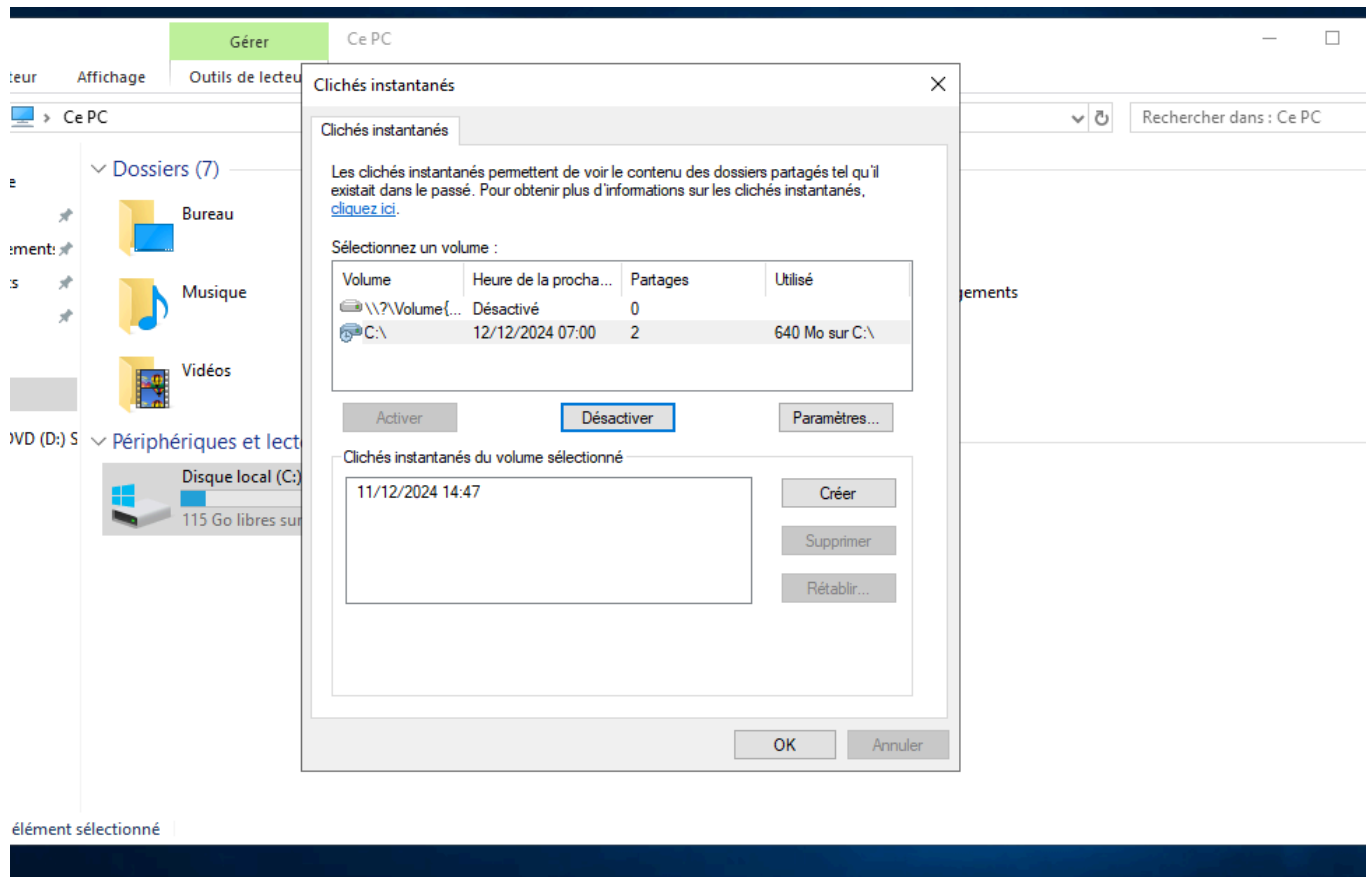 Gérer
Ce PC
teur Affichage Outils de lecteu
Ce PC
Rechercher dans : Ce PC
Dossiers (7)
Bureau
Musique
Vidéos
DVD (D:) S
Périphériques et lect
Disque local (C:)
115 Go libres sur
ements
Clichés instantanés
Clichés instantanés
Les clichés instantanés permettent de voir le contenu des dossiers partagés tel qu'il
existait dans le passé. Pour obtenir plus d'informations sur les clichés instantanés,
cliquez ici.
Sélectionnez un volume :
Volume Heure de la procha... Partages Utilisé
\\?\Volume{... Désactivé 0
C:\ 12/12/2024 07:00 2 640 Mo sur C:\
Activer Désactiver Paramètres...
Clichés instantanés du volume sélectionné
11/12/2024 14:47
Créer
Supprimer
Rétablir...
OK Annuler
élément sélectionné